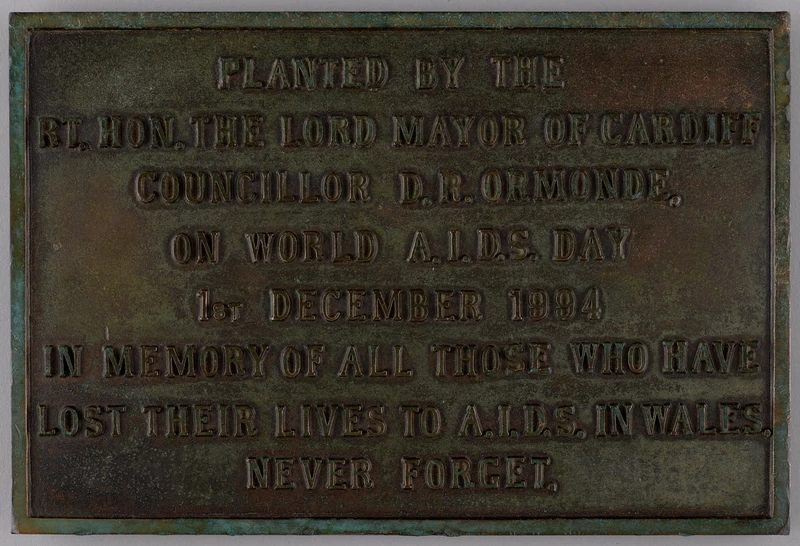 PLANTED BY THE
RT. HON. THE LORD MAYOR OF CARDIFF
COUNCILLOR D. R. ORMONDE,
ON WORLD A.I.D.S. DAY
1ST DECEMBER 1994
IN MEMORY OF ALL THOSE WHO HAVE
LOST THEIR LIVES TO A.I.D.S. IN WALES,
NEVER FORGET.